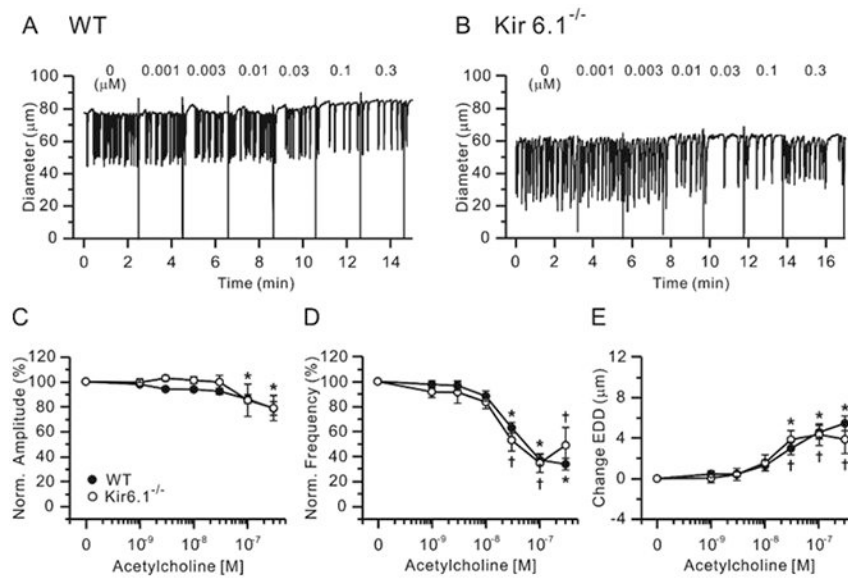 A WT
0 0.001 0.003 0.01 0.03 0.1 0.3
(μM)
100
80
60
40
20
0
Diameter (μm)
0 2 4 6 8 10 12 14
Time (min)
B Kir 6.1-/-
0 0.001 0.003 0.01 0.03 0.1 0.3
(μM)
100
80
60
40
20
0
Diameter (μm)
0 2 4 6 8 10 12 14 16
Time (min)
C
120
100
80
60
40
20
0
Norm. Amplitude (%)
* *
WT
Kir6.1-/-
0 10-9 10-8 10-7
Acetylcholine [M]
D
120
100
80
60
40
20
0
Norm. Frequency (%)
* * †
† † *
0 10-9 10-8 10-7
Acetylcholine [M]
E
12
8
4
0
-4
Change EDD (μm)
* * *
† † †
0 10-9 10-8 10-7
Acetylcholine [M]